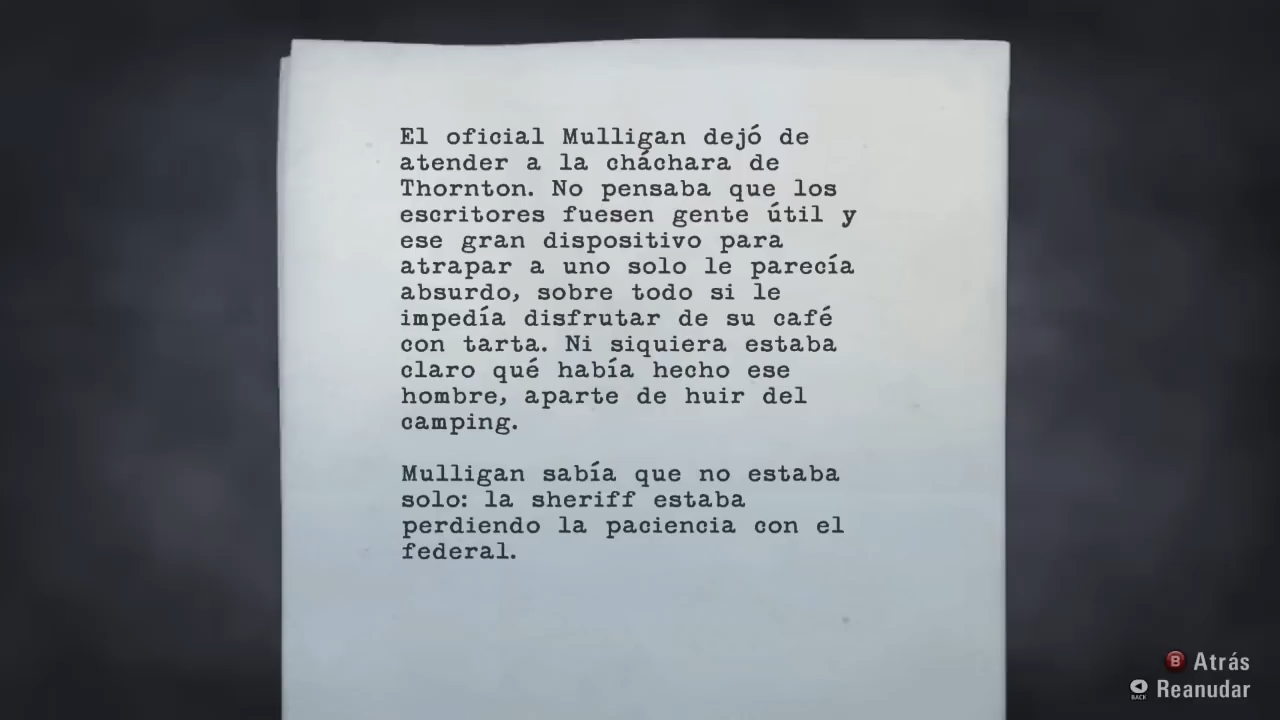 El oficial Mulligan dejó de
atender a la cháchara de
Thornton. No pensaba que los
escritores fuesen gente útil y
ese gran dispositivo para
atrapar a uno solo le parecía
absurdo, sobre todo si le
impedía disfrutar de su café
con tarta. Ni siquiera estaba
claro qué había hecho ese
hombre, aparte de huir del
camping.

Mulligan sabía que no estaba
solo: la sheriff estaba
perdiendo la paciencia con el
federal.

B Atrás
BACK Reanudar